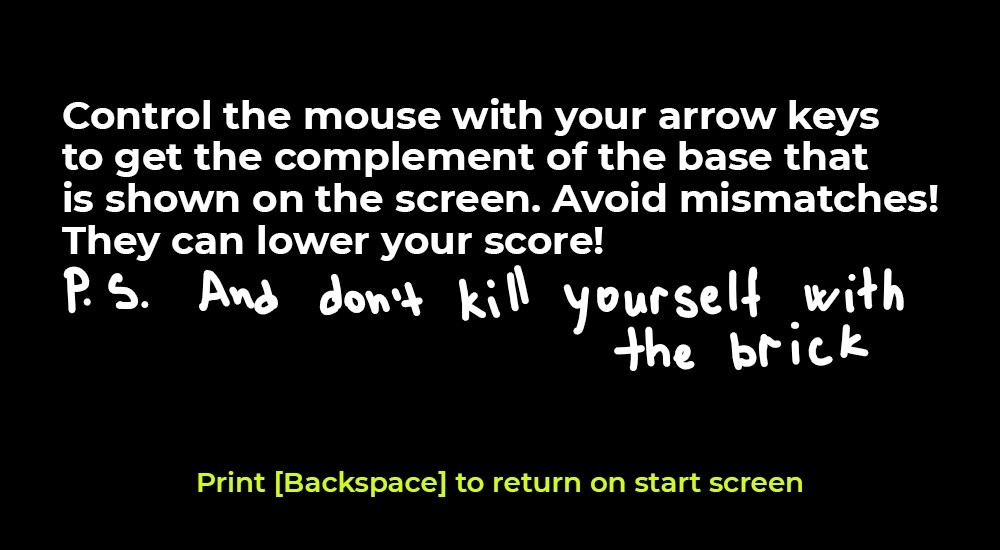 Control the mouse with your arrow keys
to get the complement of the base that
is shown on the screen. Avoid mismatches!
They can lower your score!
P.S. And don't kill yourself with
the brick
Print [Backspace] to return on start screen